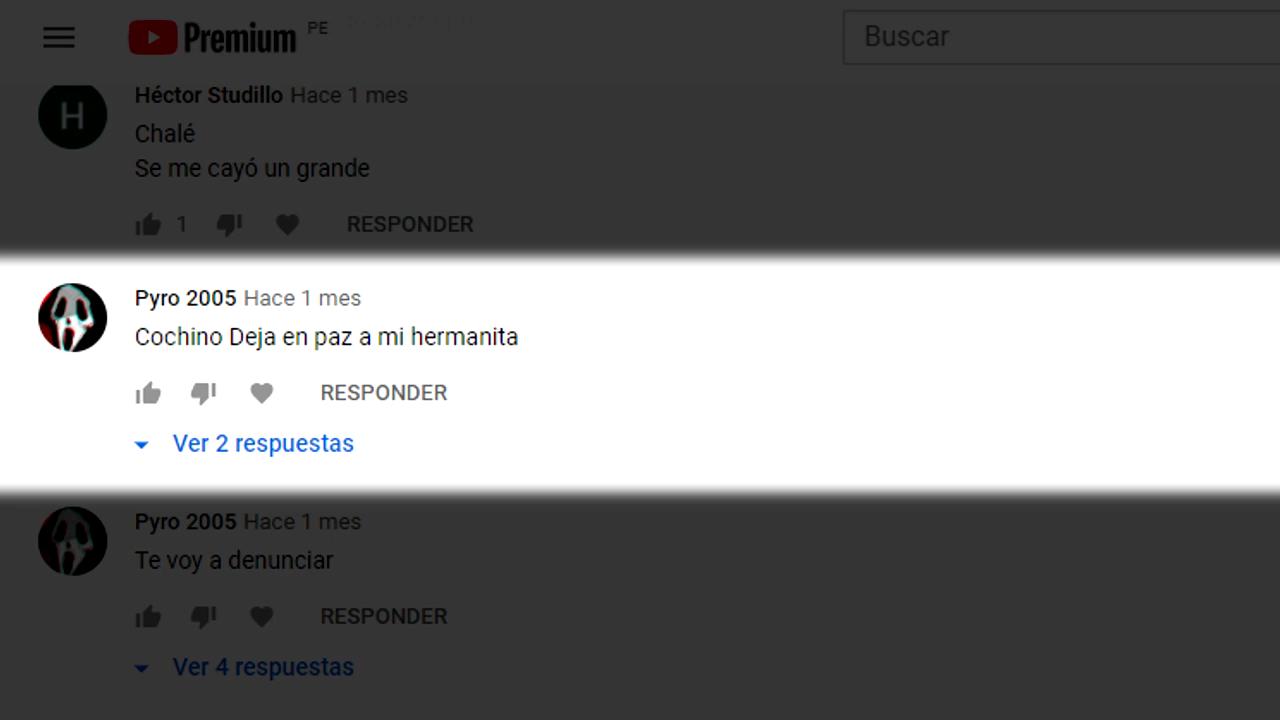 Premium PE
Buscar
H
Héctor Studillo Hace 1 mes
Chalé
Se me cayó un grande
1 RESPONDER
Pyro 2005 Hace 1 mes
Cochino Deja en paz a mi hermanita
RESPONDER
Ver 2 respuestas
Pyro 2005 Hace 1 mes
Te voy a denunciar
RESPONDER
Ver 4 respuestas